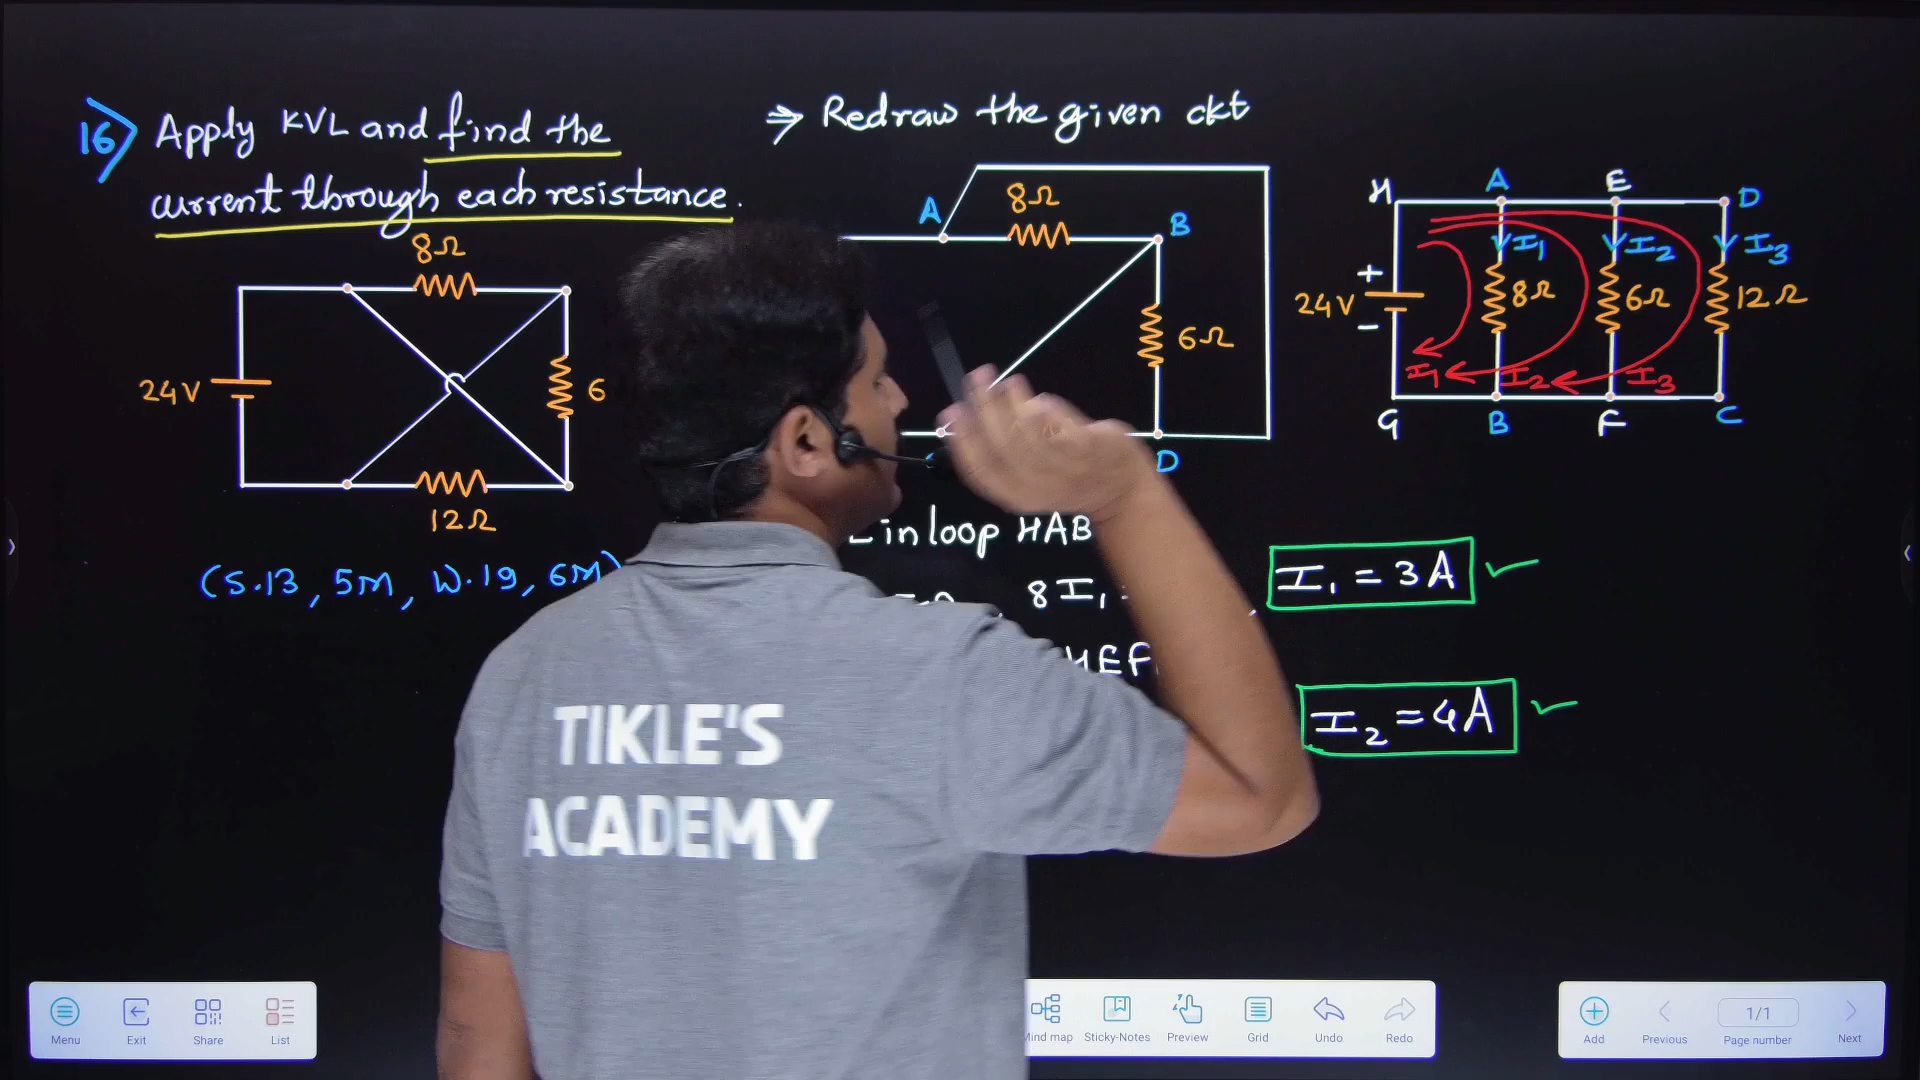 16> Apply KVL and find the
current through each resistance.
8Ω
24V
6
12Ω
(S.13, 5M, W.19, 6M)
⇒ Redraw the given ckt
A
8Ω
B
6Ω
D
H A E D
I1 I2 I3
+
24V
−
8Ω 6Ω 12Ω
I1 I2 I3
G B F C
in loop HAB
8I1
I1 = 3A ✓
HEF
I2 = 4A ✓
TIKLE'S
ACADEMY
Menu Exit Share List
Mind map Sticky-Notes Preview Grid Undo Redo
Add Previous 1/1 Page number Next